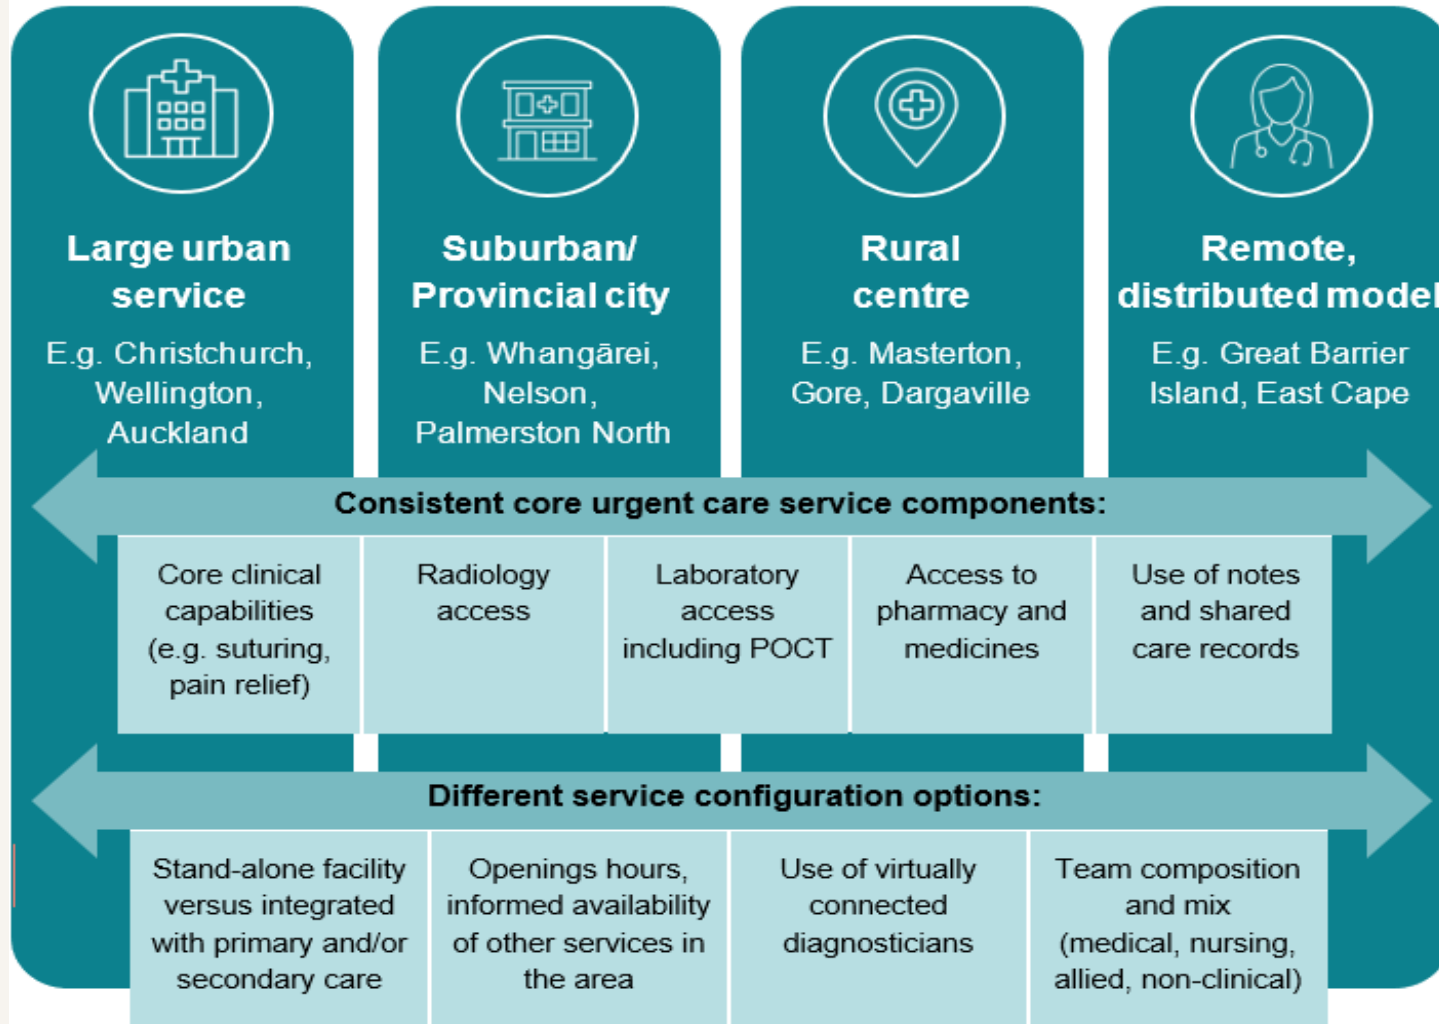 Large urban
service
E.g. Christchurch,
Wellington,
Auckland
Suburban/
Provincial city
E.g. Whangārei,
Nelson,
Palmerston North
Rural
centre
E.g. Masterton,
Gore, Dargaville
Remote,
distributed model
E.g. Great Barrier
Island, East Cape
Consistent core urgent care service components:
Core clinical
capabilities
(e.g. suturing,
pain relief)
Radiology
access
Laboratory
access
including POCT
Access to
pharmacy and
medicines
Use of notes
and shared
care records
Different service configuration options:
Stand-alone facility
versus integrated
with primary and/or
secondary care
Openings hours,
informed availability
of other services in
the area
Use of virtually
connected
diagnosticians
Team composition
and mix
(medical, nursing,
allied, non-clinical)